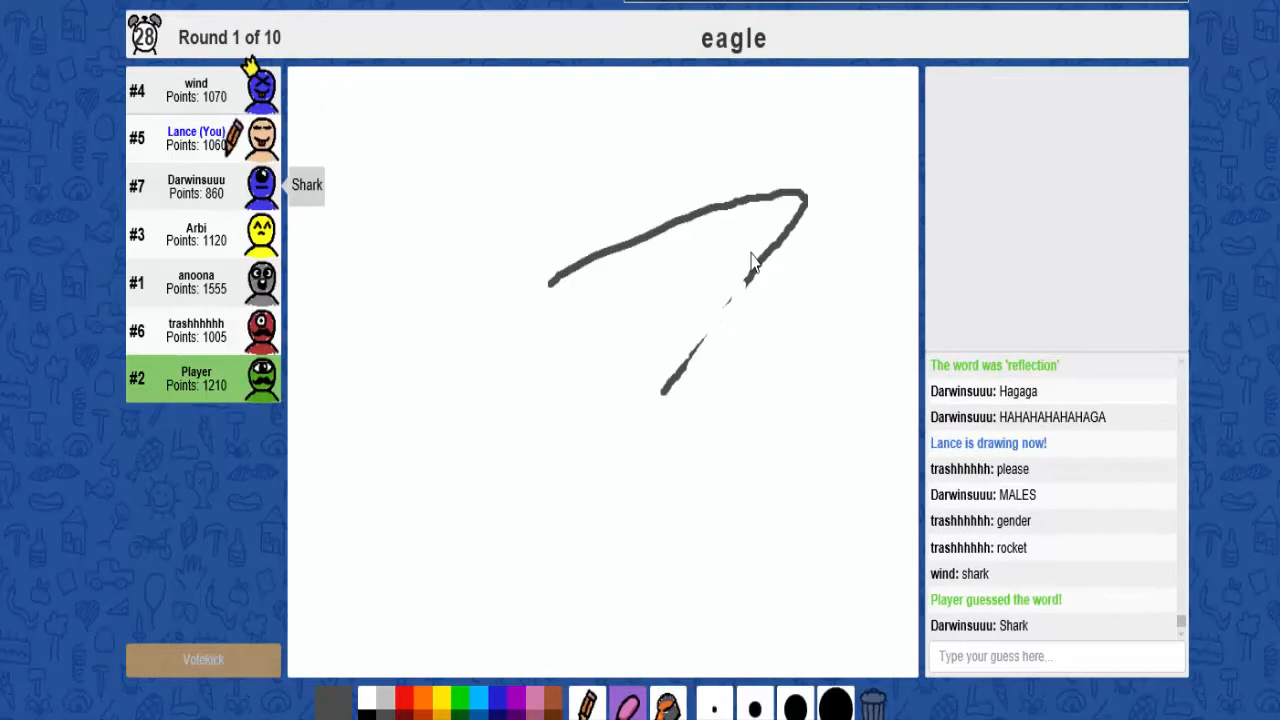 28
Round 1 of 10
eagle
#4
wind
Points: 1070
#5
Lance (You)
Points: 1060
#7
Darwinsuuu
Points: 860
Shark
#3
Arbi
Points: 1120
#1
anoona
Points: 1555
#6
trashhhhhh
Points: 1005
#2
Player
Points: 1210
Votekick
The word was 'reflection'
Darwinsuuu: Hagaga
Darwinsuuu: HAHAHAHAHAHAGA
Lance is drawing now!
trashhhhhh: please
Darwinsuuu: MALES
trashhhhhh: gender
trashhhhhh: rocket
wind: shark
Player guessed the word!
Darwinsuuu: Shark
Type your guess here...